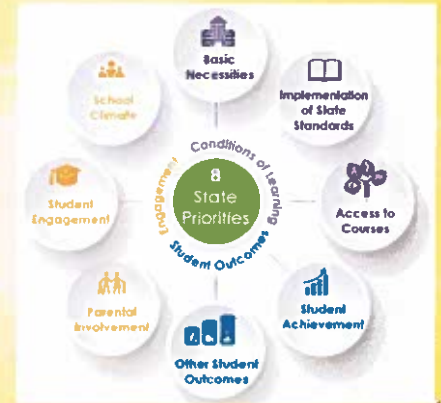 Basic
Necessities
Implementation
of State
Standards
Access to
Courses
Student
Achievement
Other Student
Outcomes
Parental
Involvement
Student
Engagement
School
Climate
Conditions of Learning
Engagement
Student Outcomes
8
State
Priorities